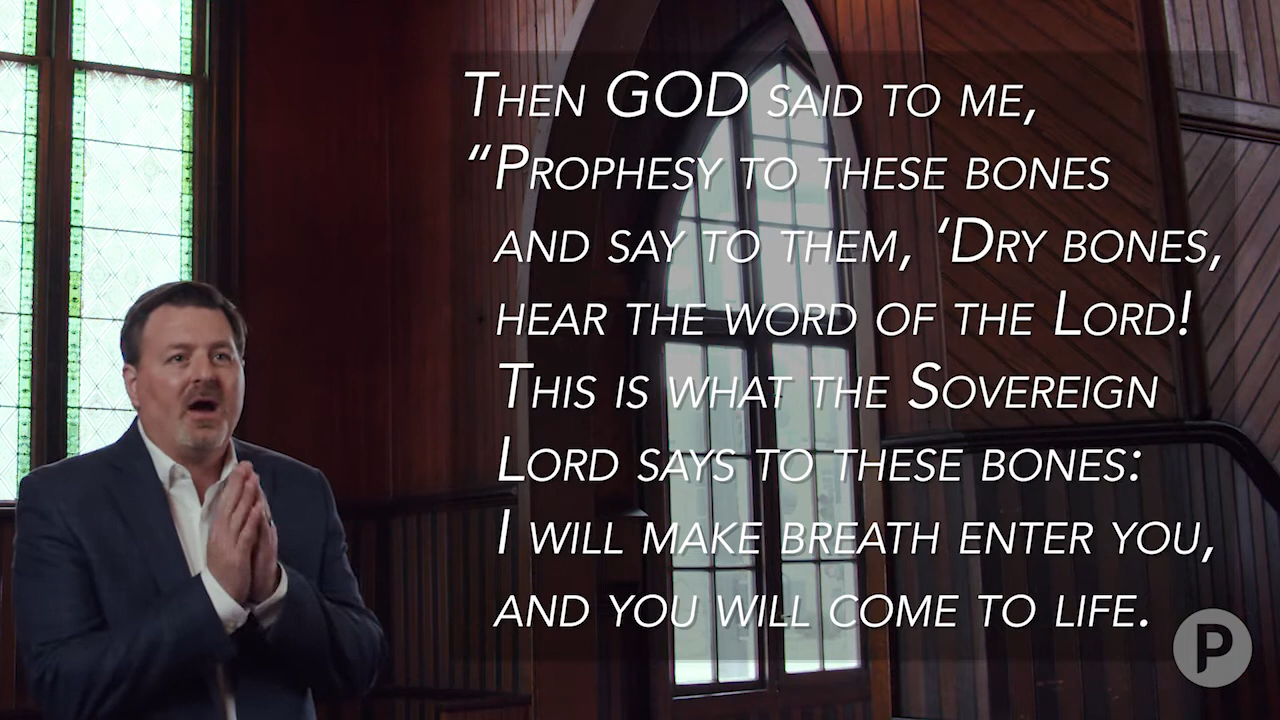 Then GOD said to me,
“Prophesy to these bones
and say to them, ‘Dry bones,
hear the word of the Lord!
This is what the Sovereign
Lord says to these bones:
I will make breath enter you,
and you will come to life.
P